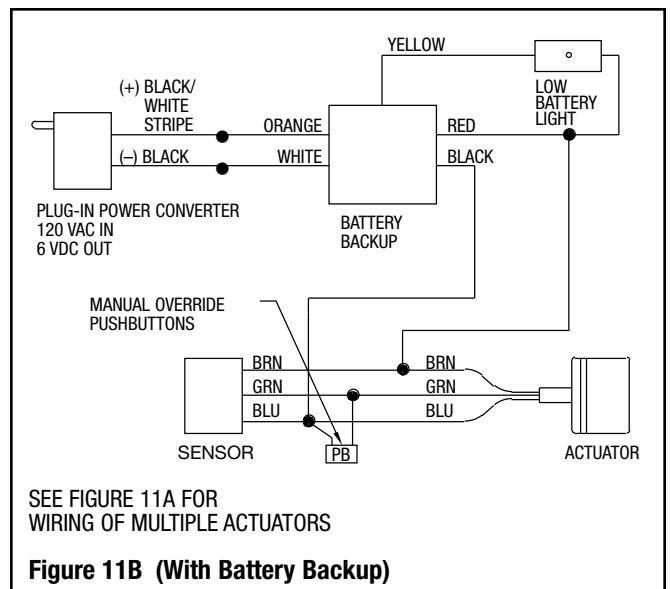 YELLOW
LOW
BATTERY
LIGHT
(+) BLACK/
WHITE
STRIPE
ORANGE
RED
(–) BLACK
WHITE
BLACK
PLUG-IN POWER CONVERTER
120 VAC IN
6 VDC OUT
BATTERY
BACKUP
MANUAL OVERRIDE
PUSHBUTTONS
BRN
BRN
GRN
GRN
BLU
BLU
SENSOR
PB
ACTUATOR
SEE FIGURE 11A FOR
WIRING OF MULTIPLE ACTUATORS
Figure 11B (With Battery Backup)